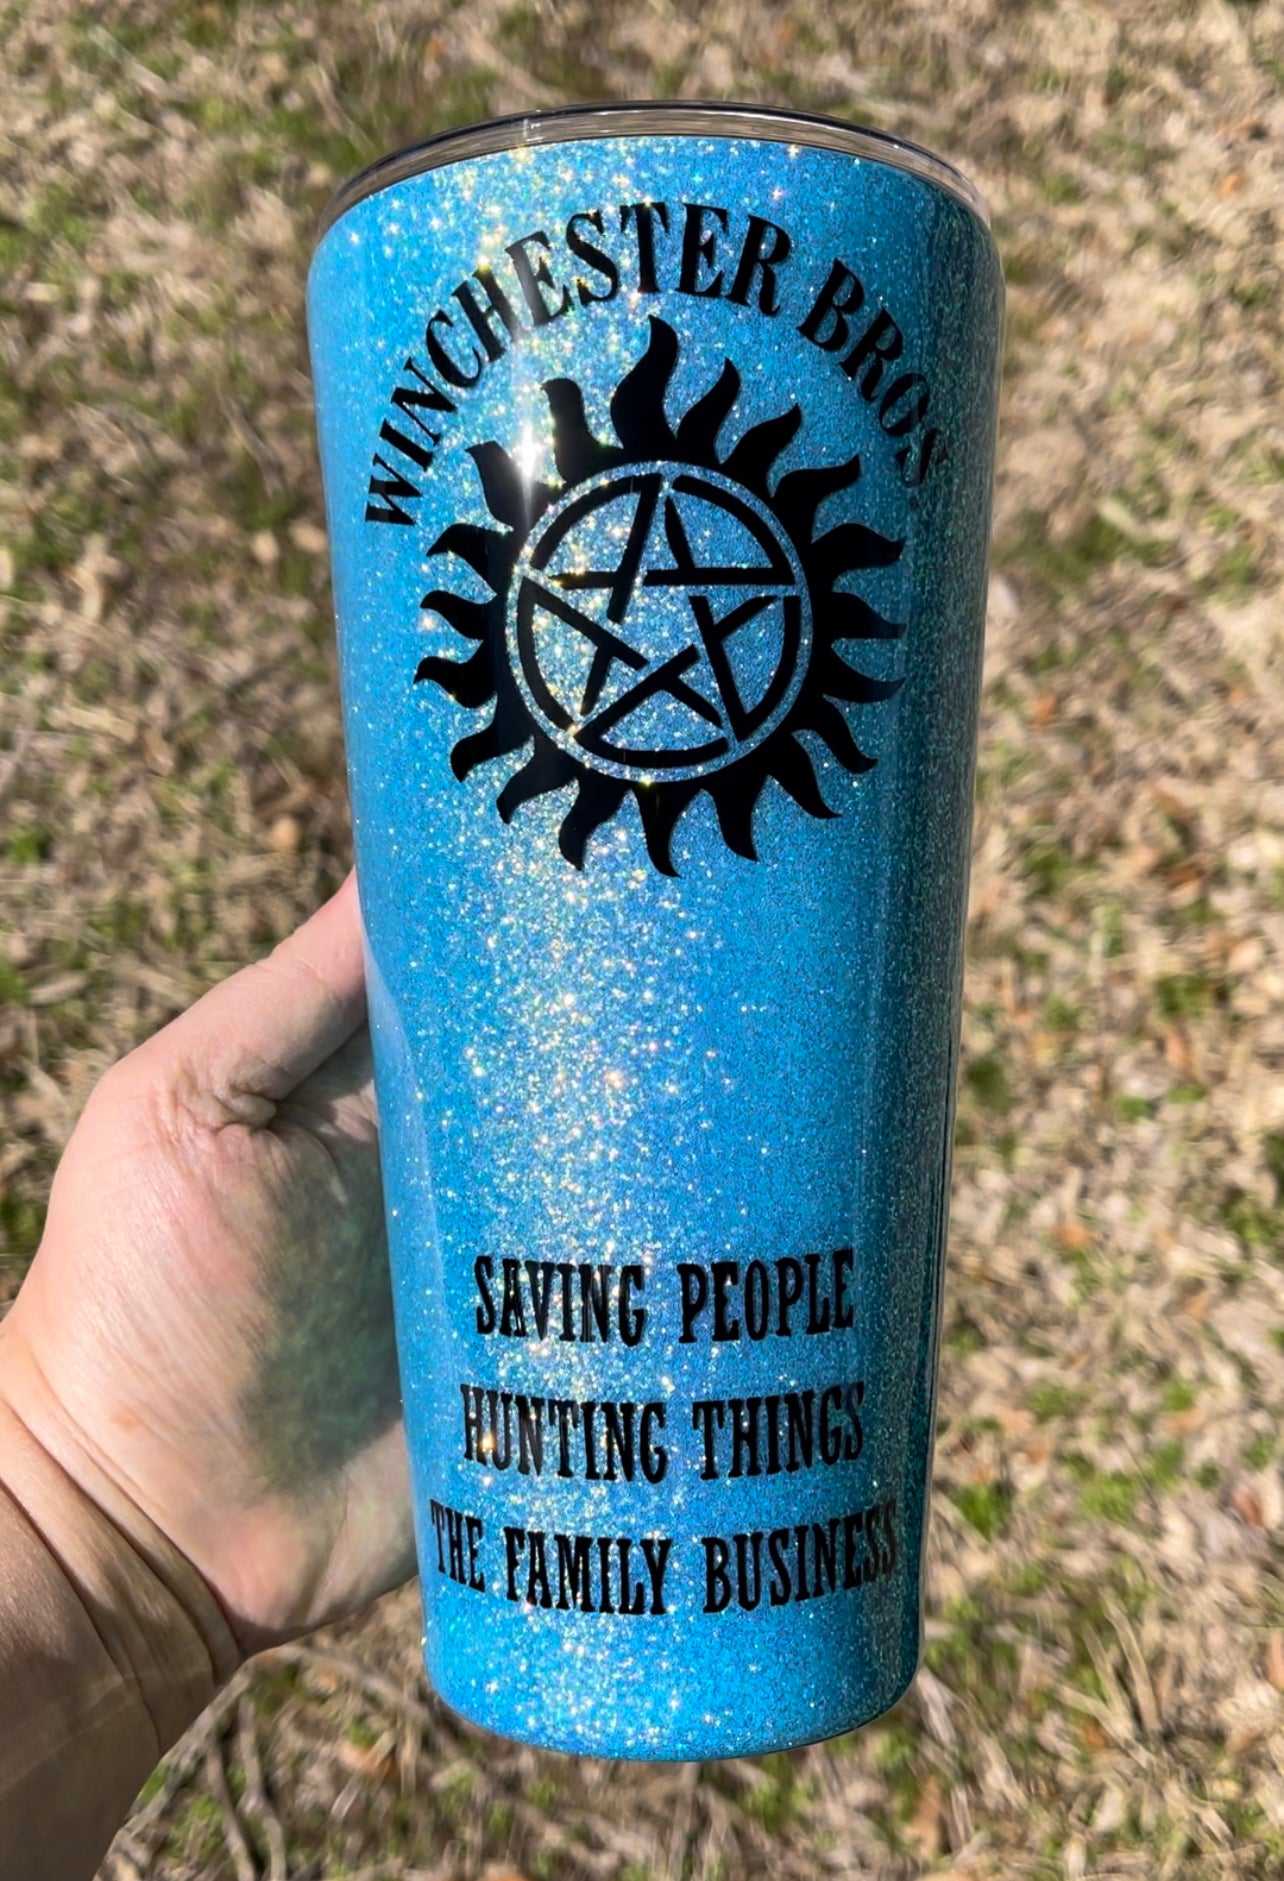 WINCHESTER BROS
SAVING PEOPLE
HUNTING THINGS
THE FAMILY BUSINESS